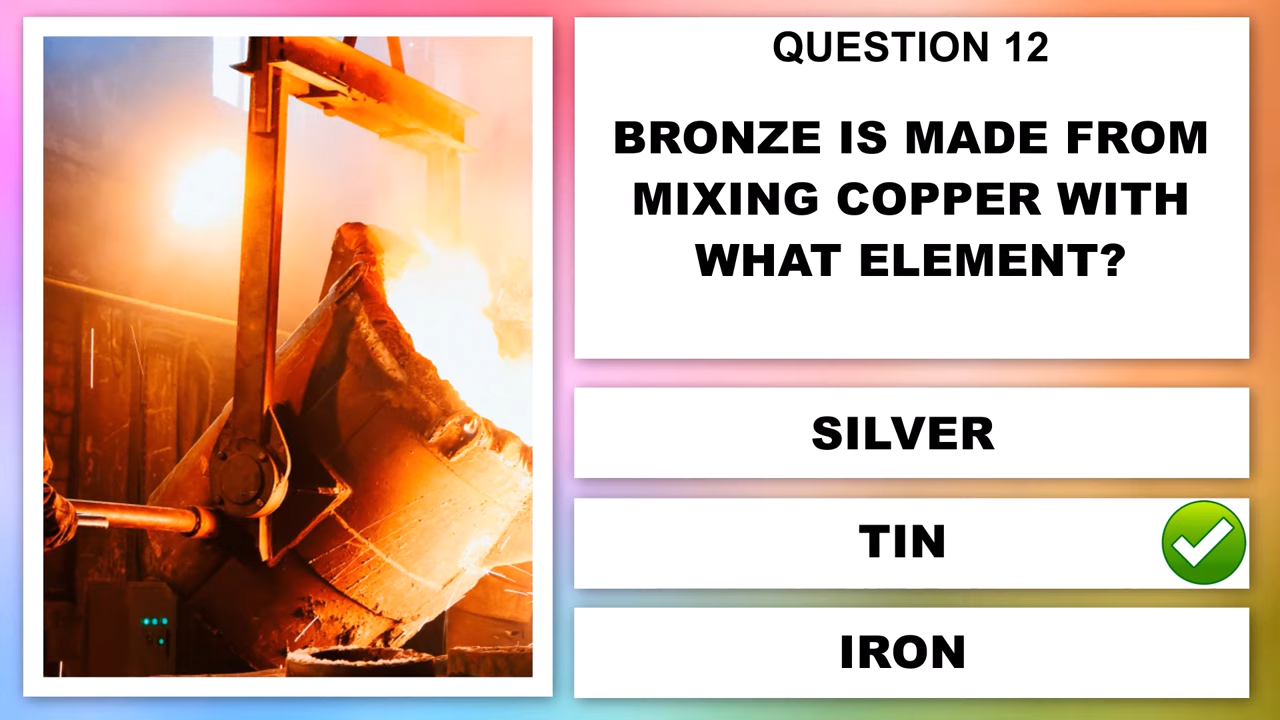 QUESTION 12
BRONZE IS MADE FROM
MIXING COPPER WITH
WHAT ELEMENT?
SILVER
TIN
IRON